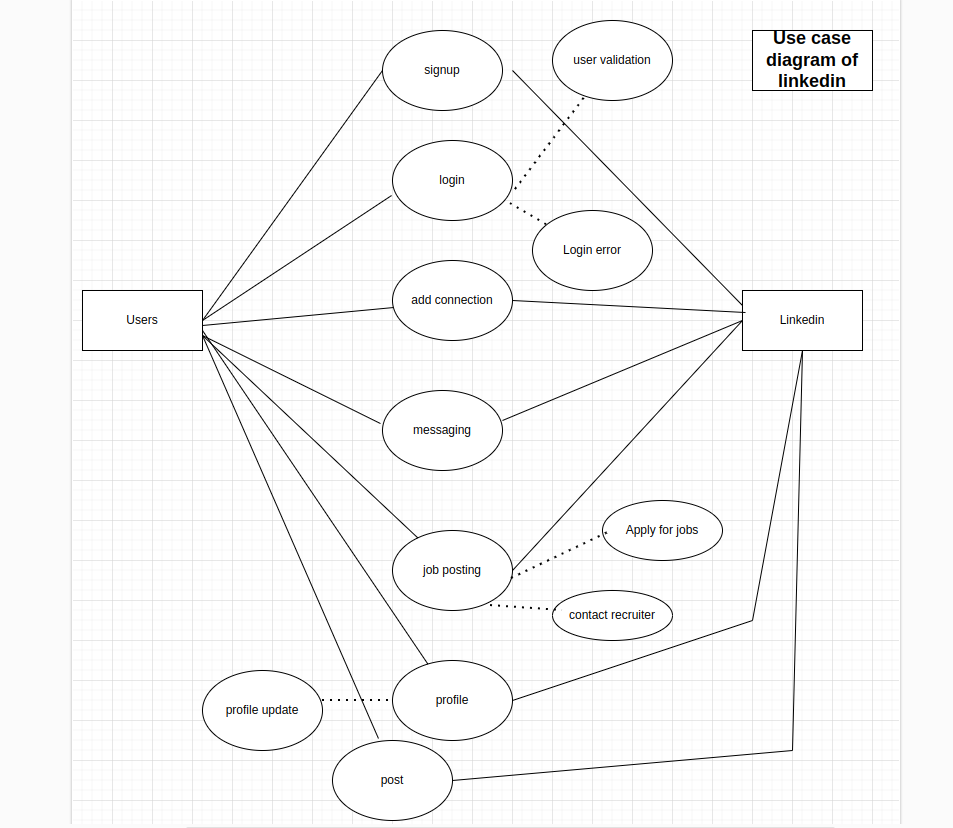 Use case
diagram of
linkedin
signup
user validation
login
Login error
add connection
Users
Linkedin
messaging
Apply for jobs
job posting
contact recruiter
profile update
profile
post